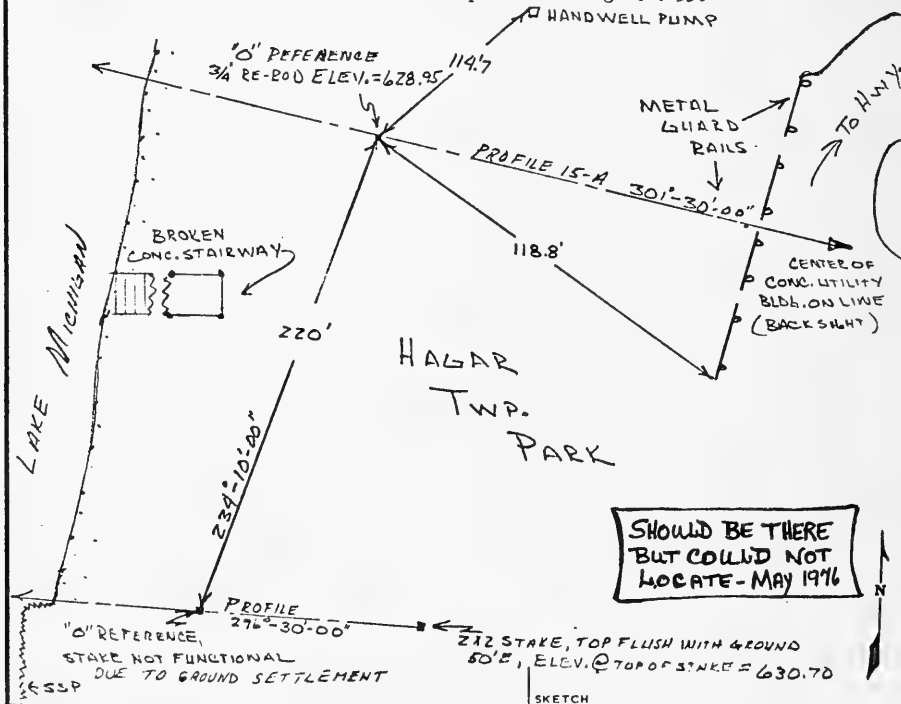 HANDWELL PUMP
"O" REFERENCE
3/4 RE-ROD ELEV.=628.95
114.7
METAL
GUARD
RAILS
TO HWY.
PROFILE 15-A 301°-30'-00"
BROKEN
CONC. STAIRWAY
118.8'
CENTER OF
CONC. UTILITY
BLDG. ON LINE
(BACKSIGHT)
LAKE MICHIGAN
220'
HAGAR
TWP.
PARK
234°-10'-00"
SHOULD BE THERE
BUT COULD NOT
LOCATE - MAY 1976
N
PROFILE
296°-30'-00"
"O" REFERENCE,
STAKE NOT FUNCTIONAL
DUE TO GROUND SETTLEMENT
2X2 STAKE, TOP FLUSH WITH GROUND
50'E, ELEV. @ TOP OF STAKE = 630.70
SSP
SKETCH